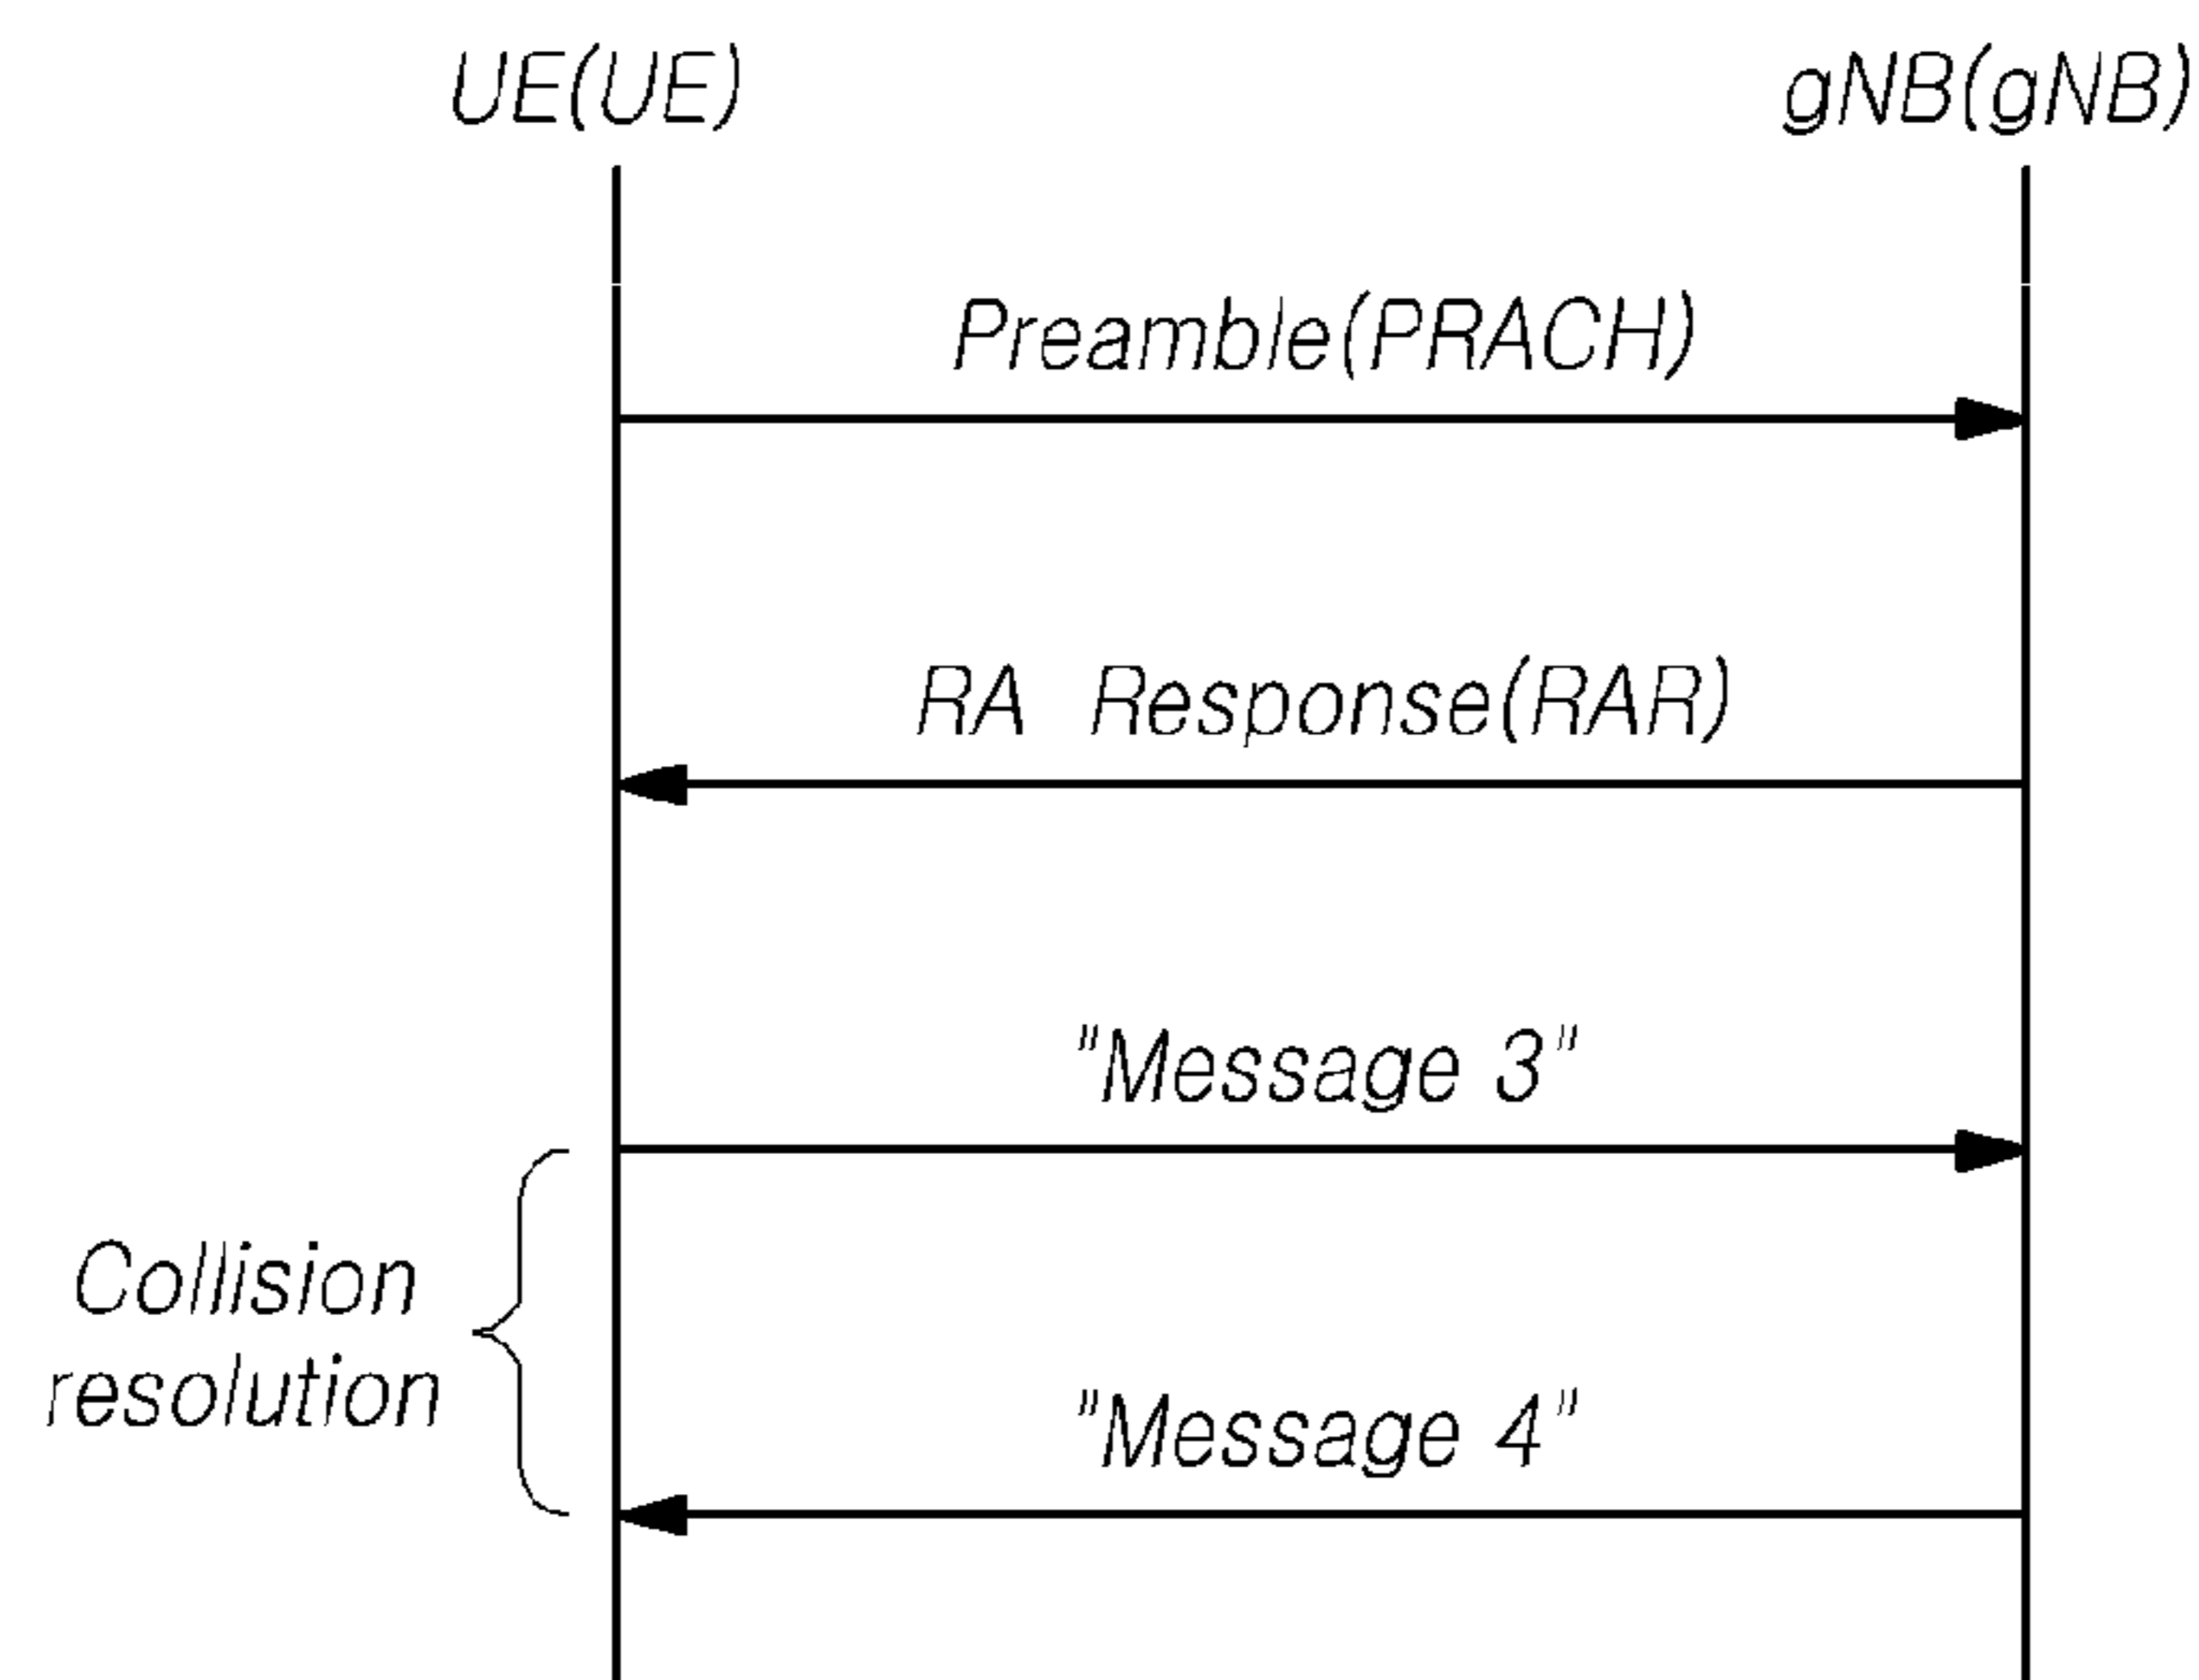 UE(UE)
gNB(gNB)
Preamble(PRACH)
RA Response(RAR)
"Message 3"
Collision
resolution
"Message 4"